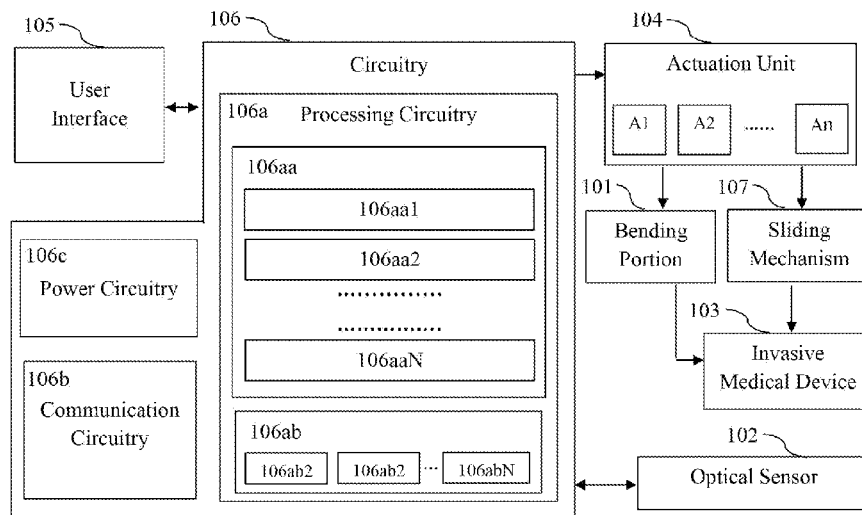 105
User
Interface
106
Circuitry
106a
Processing Circuitry
106aa
106aa1
106aa2
...............
...............
106aaN
106ab
106ab2
106ab2
...
106abN
106c
Power Circuitry
106b
Communication
Circuitry
104
Actuation Unit
A1
A2
......
An
101
Bending
Portion
107
Sliding
Mechanism
103
Invasive
Medical Device
102
Optical Sensor